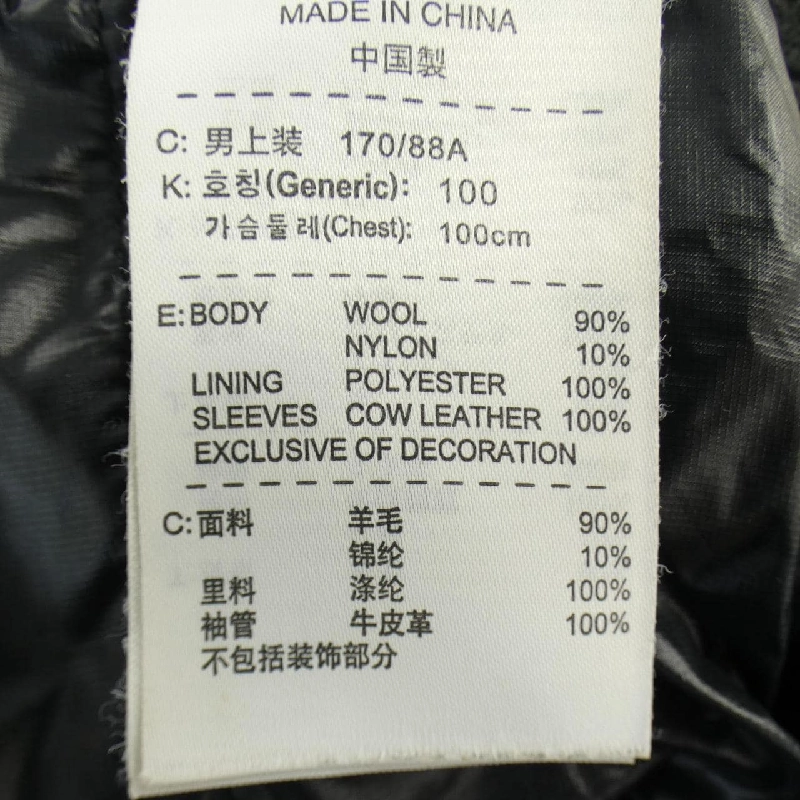 MADE IN CHINA
中国製
C: 男上装 170/88A
K: 호칭(Generic): 100
가슴둘레(Chest): 100cm
E: BODY WOOL 90%
NYLON 10%
LINING POLYESTER 100%
SLEEVES COW LEATHER 100%
EXCLUSIVE OF DECORATION
C: 面料 羊毛 90%
锦纶 10%
里料 涤纶 100%
袖管 牛皮革 100%
不包括装饰部分